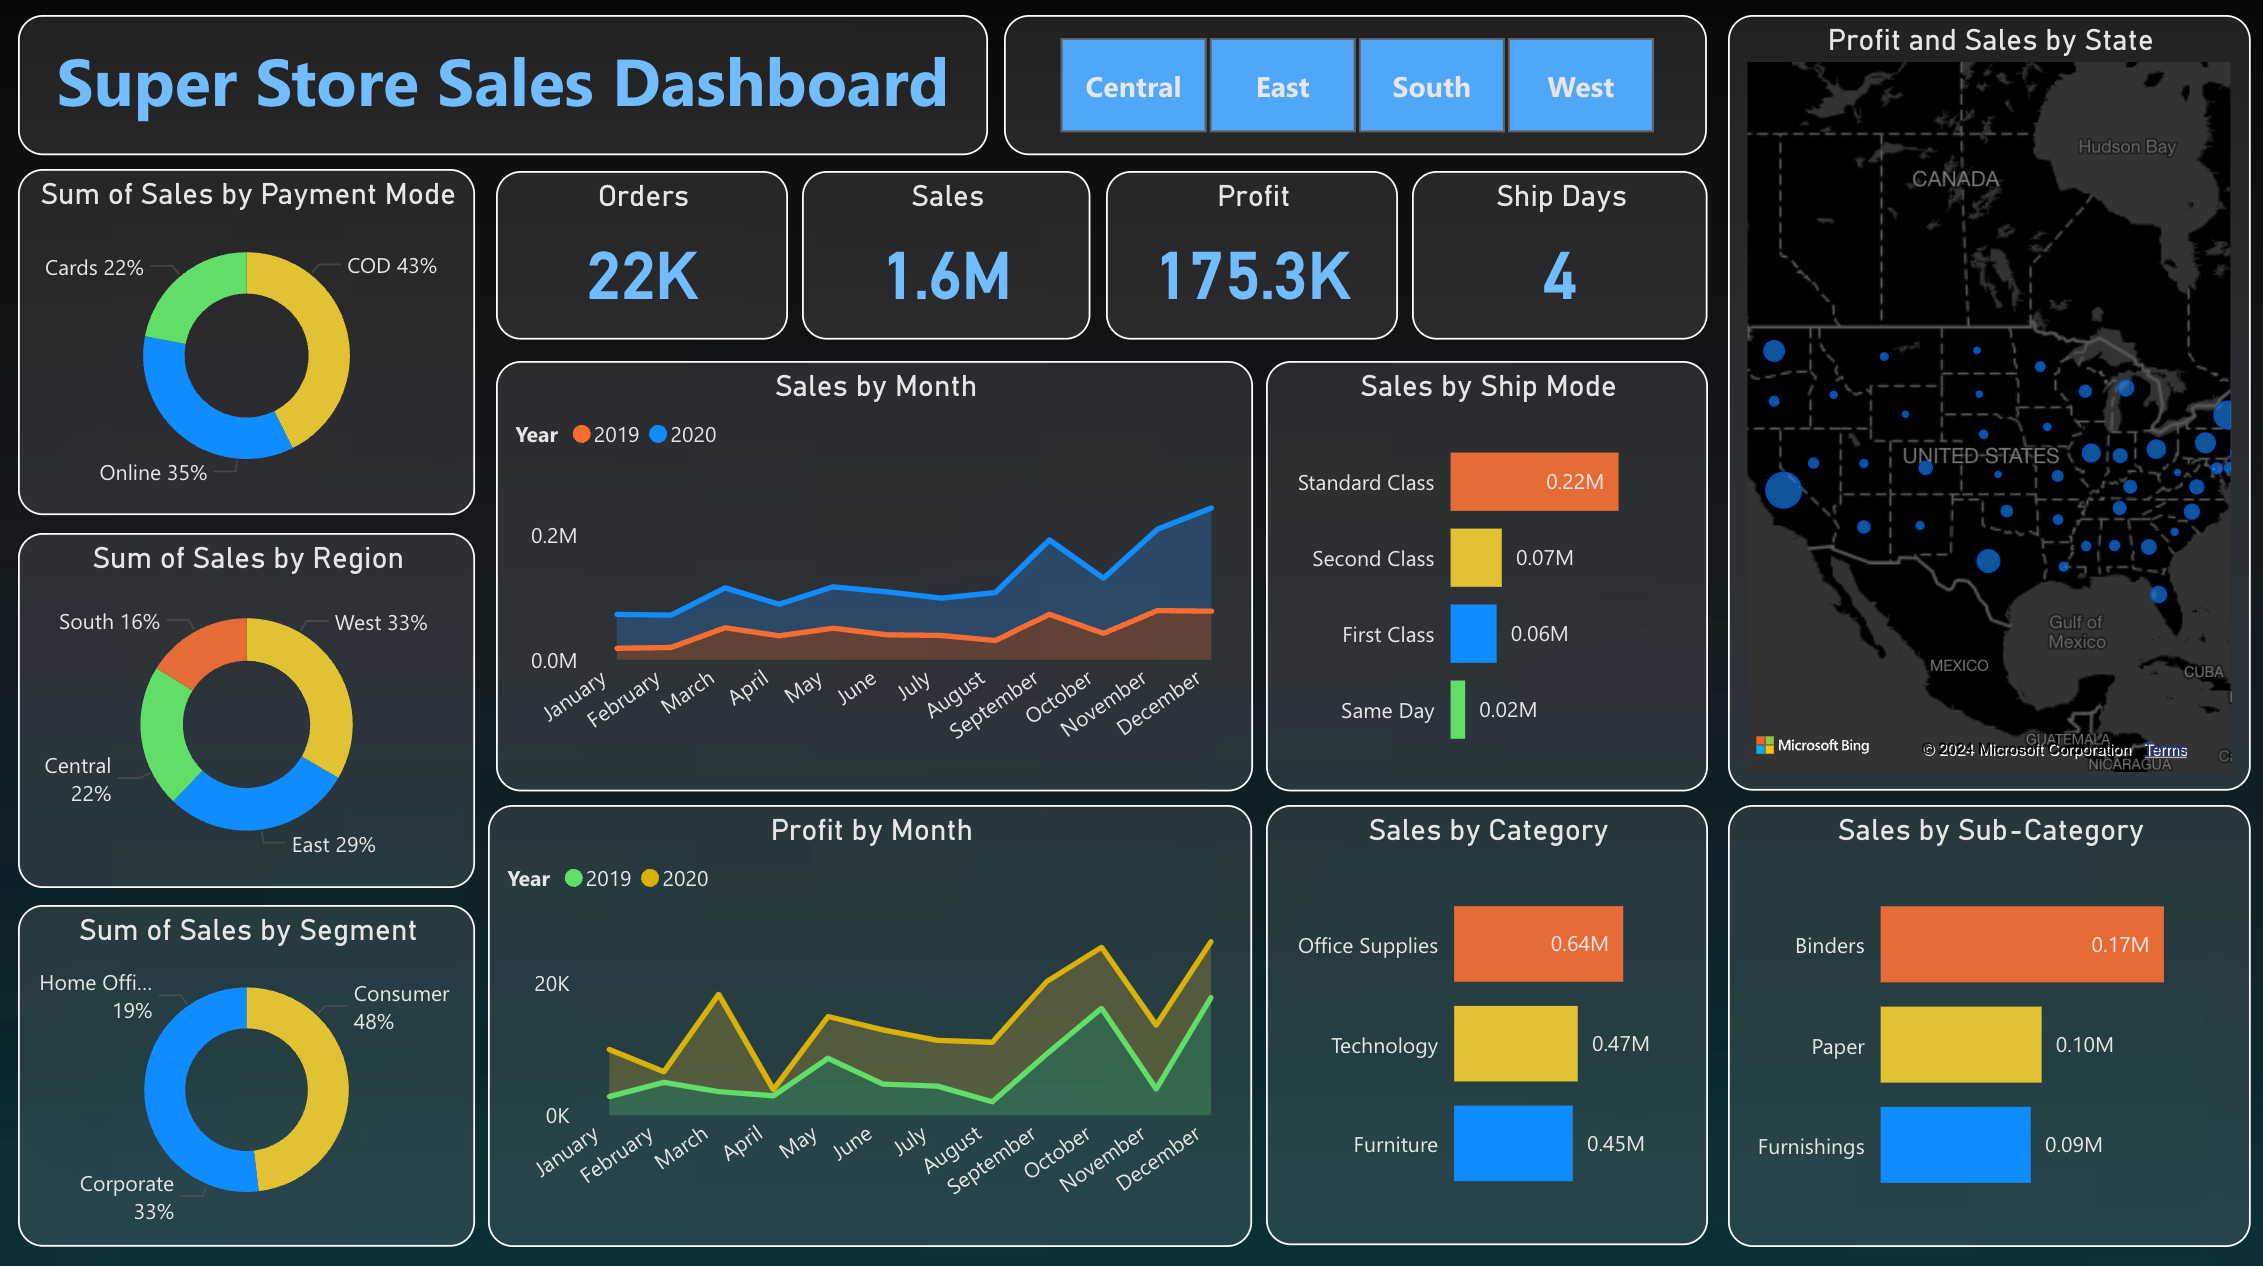 Super Store Sales Dashboard
Central
East
South
West
Profit and Sales by State
Hudson Bay
CANADA
UNITED STATES
Gulf of
Mexico
MEXICO
CUBA
GUATEMALA
NICARAGUA
Microsoft Bing
© 2024 Microsoft Corporation Terms
Sum of Sales by Payment Mode
Cards 22%
COD 43%
Online 35%
Orders
22K
Sales
1.6M
Profit
175.3K
Ship Days
4
Sum of Sales by Region
South 16%
West 33%
Central
22%
East 29%
Sales by Month
Year 2019 2020
0.2M
0.0M
January
February
March
April
May
June
July
August
September
October
November
December
Sales by Ship Mode
Standard Class 0.22M
Second Class 0.07M
First Class 0.06M
Same Day 0.02M
Sum of Sales by Segment
Home Offi...
19%
Consumer
48%
Corporate
33%
Profit by Month
Year 2019 2020
20K
0K
January
February
March
April
May
June
July
August
September
October
November
December
Sales by Category
Office Supplies 0.64M
Technology 0.47M
Furniture 0.45M
Sales by Sub-Category
Binders 0.17M
Paper 0.10M
Furnishings 0.09M